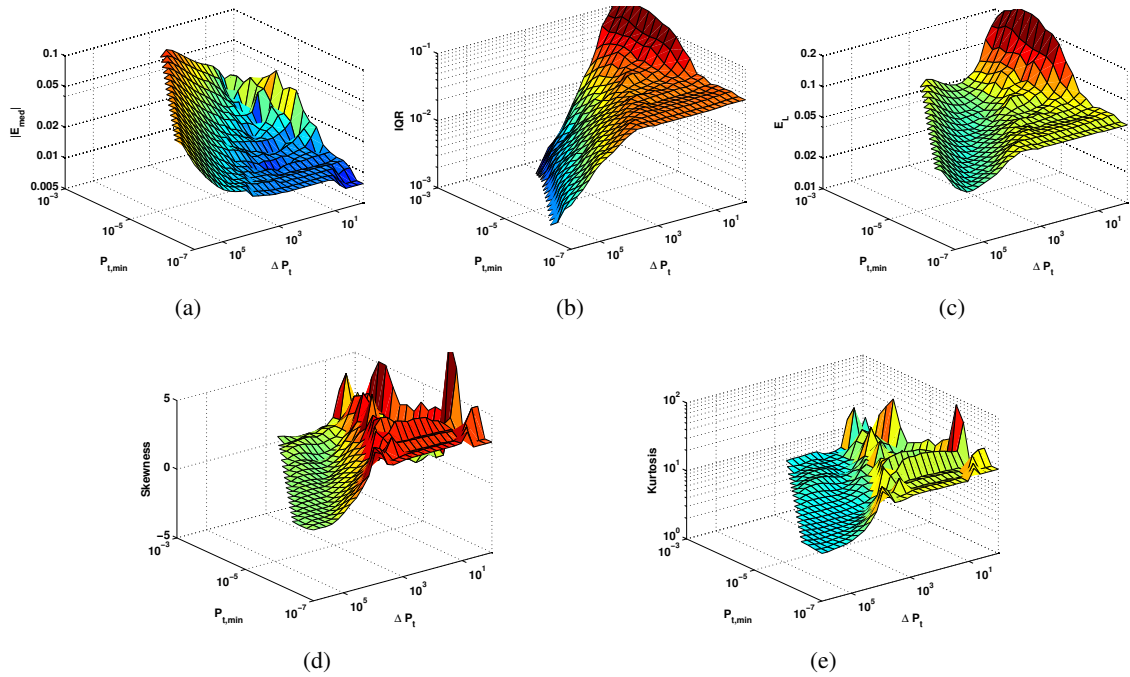 0.1
0.05
0.02
0.01
0.005
|E_med|
10^−3
10^−5
10^−7
P_t,min
10^5
10^3
10^1
Δ P_t
(a)
10^−1
10^−2
10^−3
IQR
10^−3
10^−5
10^−7
P_t,min
10^5
10^3
10^1
Δ P_t
(b)
0.2
0.1
0.05
0.02
0.01
E_L
10^−3
10^−5
10^−7
P_t,min
10^5
10^3
10^1
Δ P_t
(c)
5
0
−5
Skewness
10^−3
10^−5
10^−7
P_t,min
10^5
10^3
10^1
Δ P_t
(d)
10^2
10^1
10^0
Kurtosis
10^−3
10^−5
10^−7
P_t,min
10^5
10^3
10^1
Δ P_t
(e)